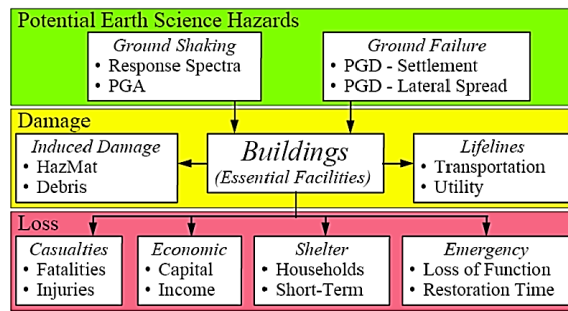 Potential Earth Science Hazards
Ground Shaking
• Response Spectra
• PGA
Ground Failure
• PGD - Settlement
• PGD - Lateral Spread
Damage
Induced Damage
• HazMat
• Debris
Buildings
(Essential Facilities)
Lifelines
• Transportation
• Utility
Loss
Casualties
• Fatalities
• Injuries
Economic
• Capital
• Income
Shelter
• Households
• Short-Term
Emergency
• Loss of Function
• Restoration Time